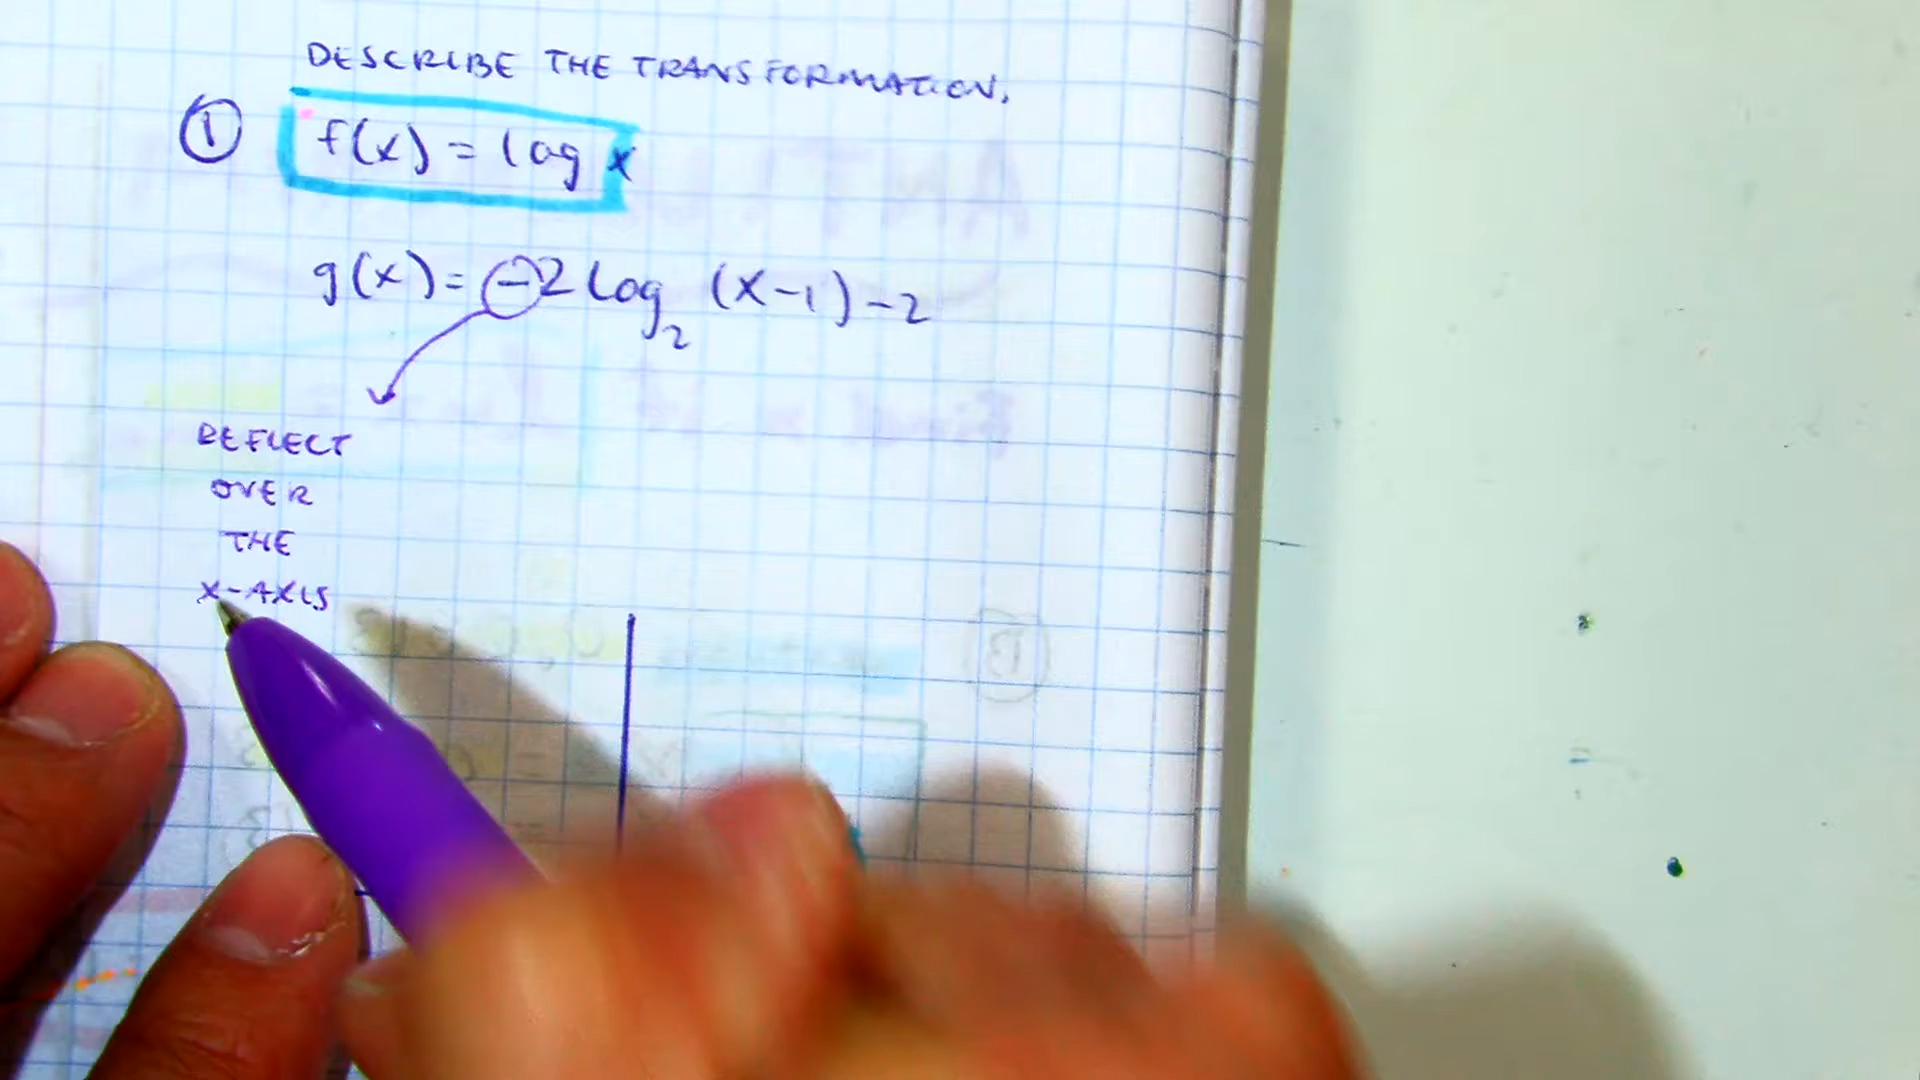 DESCRIBE THE TRANSFORMATION.
① f(x) = log x
g(x) = -2 log₂ (x-1) - 2
REFLECT
OVER
THE
X-AXIS